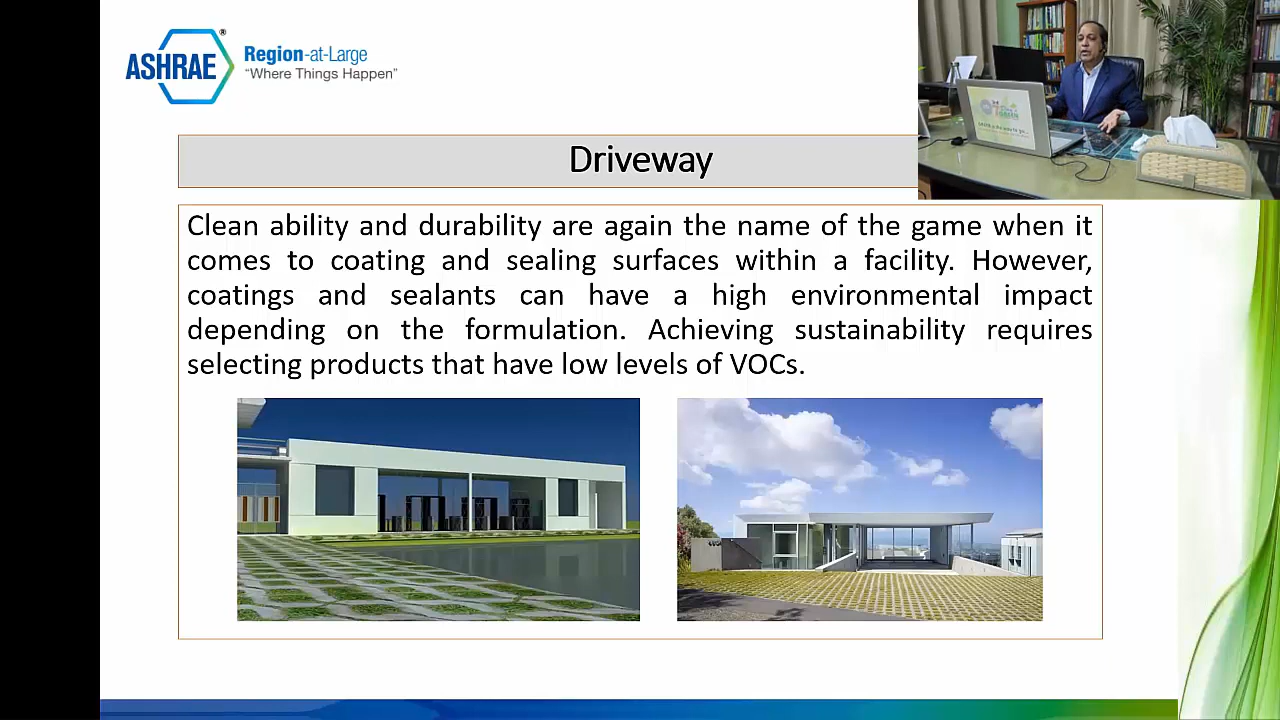 ASHRAE®
Region-at-Large
“Where Things Happen”
Driveway
Clean ability and durability are again the name of the game when it
comes to coating and sealing surfaces within a facility. However,
coatings and sealants can have a high environmental impact
depending on the formulation. Achieving sustainability requires
selecting products that have low levels of VOCs.